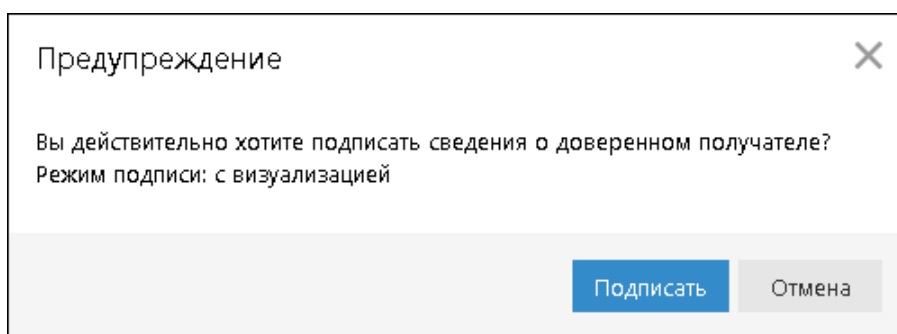 Предупреждение
Вы действительно хотите подписать сведения о доверенном получателе?
Режим подписи: с визуализацией
Подписать
Отмена